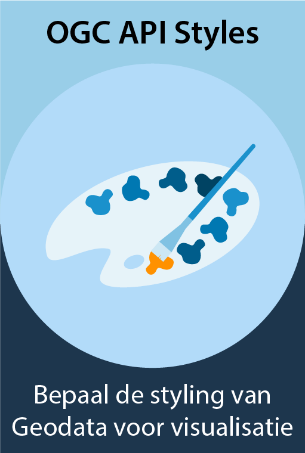 OGC API Styles
Bepaal de styling van
Geodata voor visualisatie